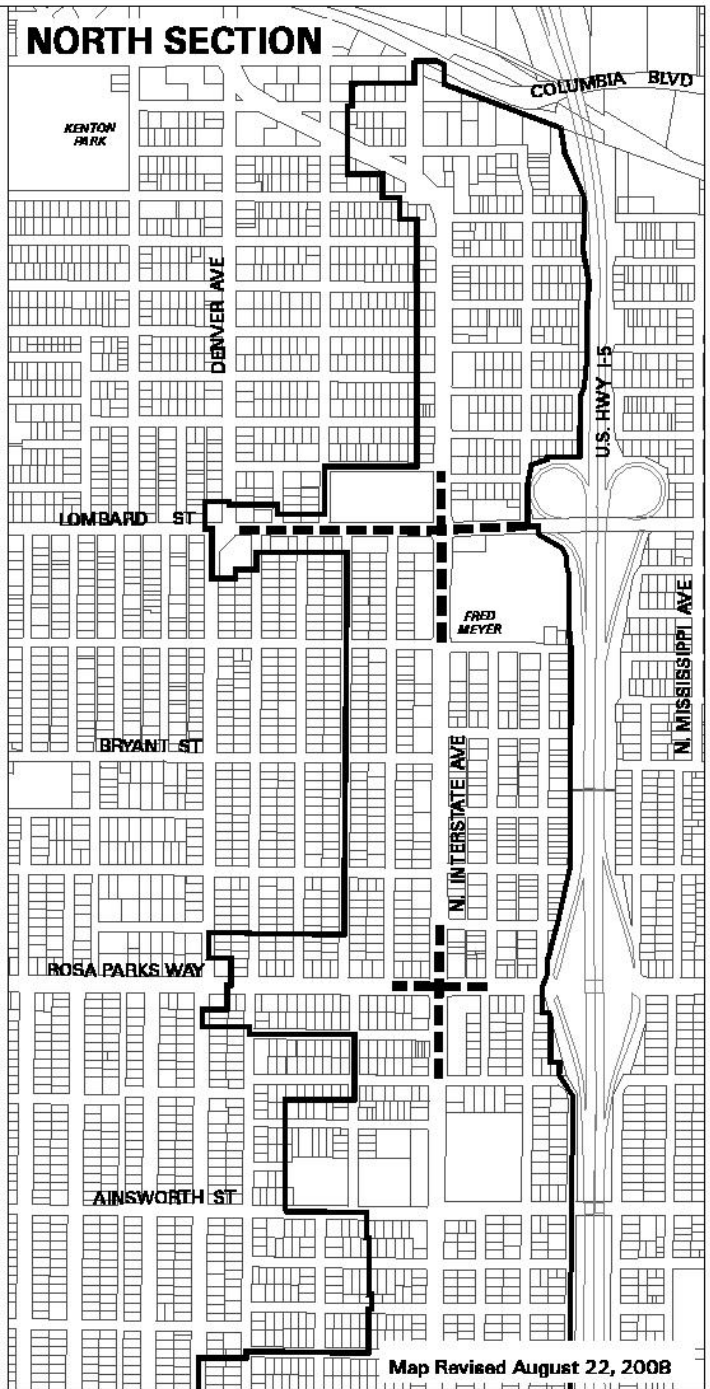 NORTH SECTION
COLUMBIA BLVD
KENTON
PARK
DENVER AVE
U.S. HWY I-5
LOMBARD ST
FRED
MEYER
N. MISSISSIPPI AVE
BRYANT ST
N. INTERSTATE AVE
ROSA PARKS WAY
AINSWORTH ST
Map Revised August 22, 2008